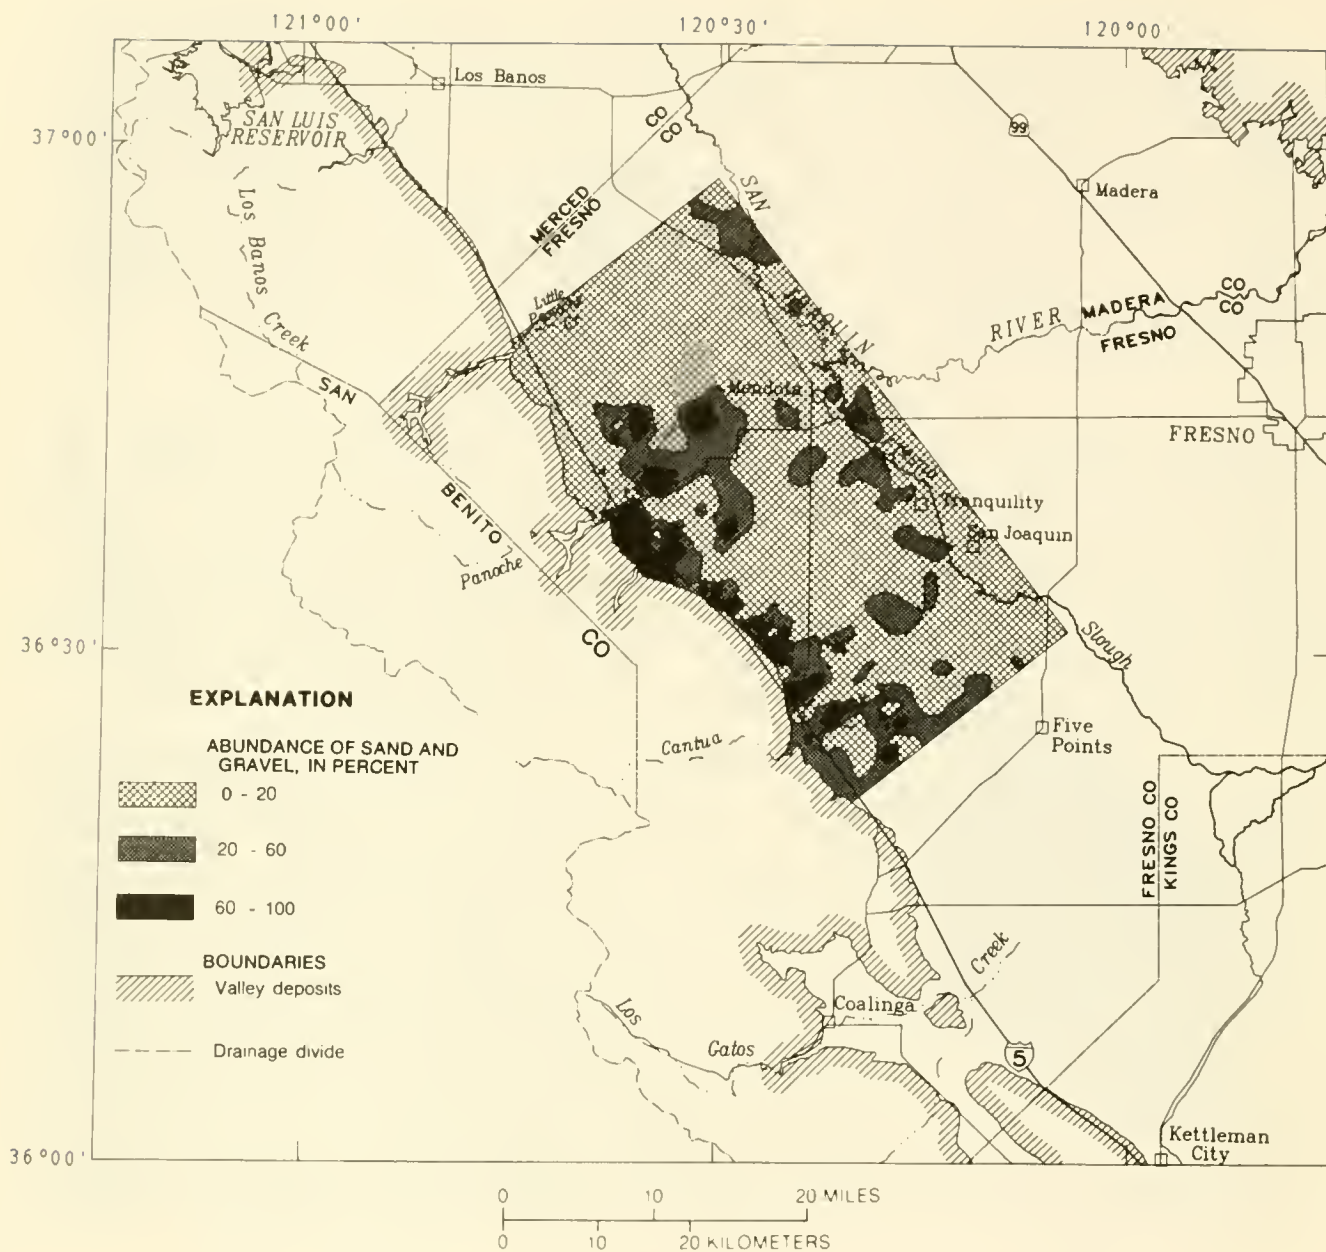 121°00'
120°30'
120°00'
Los Banos
SAN LUIS
RESERVOIR
37°00'
CO
CO
99
SAN
Madera
Los Banos Creek
MERCED
FRESNO
Little
Panoche
Cr
JOAQUIN
RIVER
MADERA
CO
FRESNO
CO
SAN
Mendota
FRESNO
BENITO
Fresno
Tranquility
San Joaquin
Panoche
36°30'
CO
Slough
EXPLANATION
ABUNDANCE OF SAND AND
GRAVEL, IN PERCENT
0 - 20
20 - 60
60 - 100
BOUNDARIES
Valley deposits
Drainage divide
Cantua
Five
Points
FRESNO CO
KINGS CO
Creek
Los
Gatos
Coalinga
5
36°00'
Kettleman
City
0 10 20 MILES
0 10 20 KILOMETERS